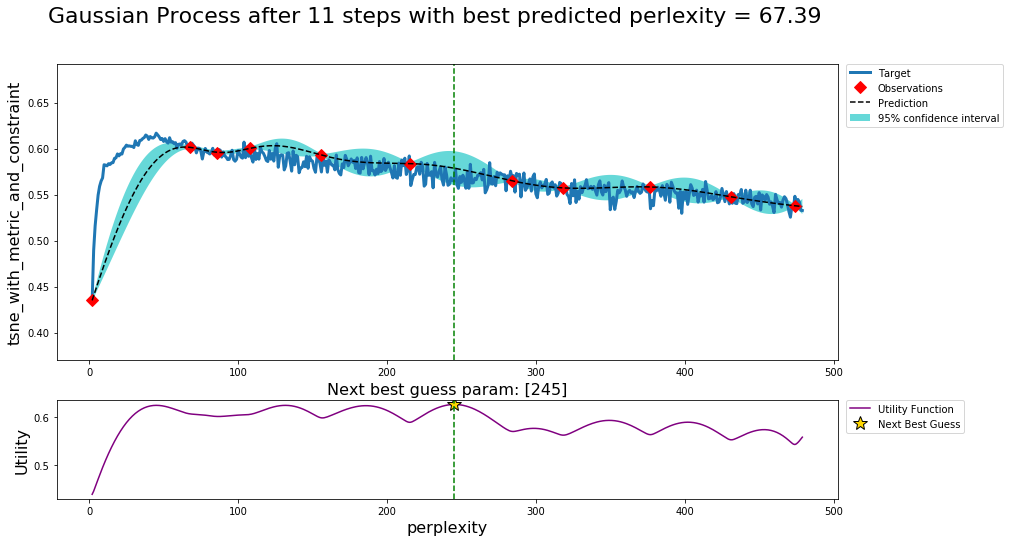 Gaussian Process after 11 steps with best predicted perlexity = 67.39
tsne_with_metric_and_constraint
0.65
0.60
0.55
0.50
0.45
0.40
0
100
200
300
400
500
Target
Observations
Prediction
95% confidence interval
Next best guess param: [245]
Utility
0.6
0.5
0
100
200
300
400
500
perplexity
Utility Function
Next Best Guess